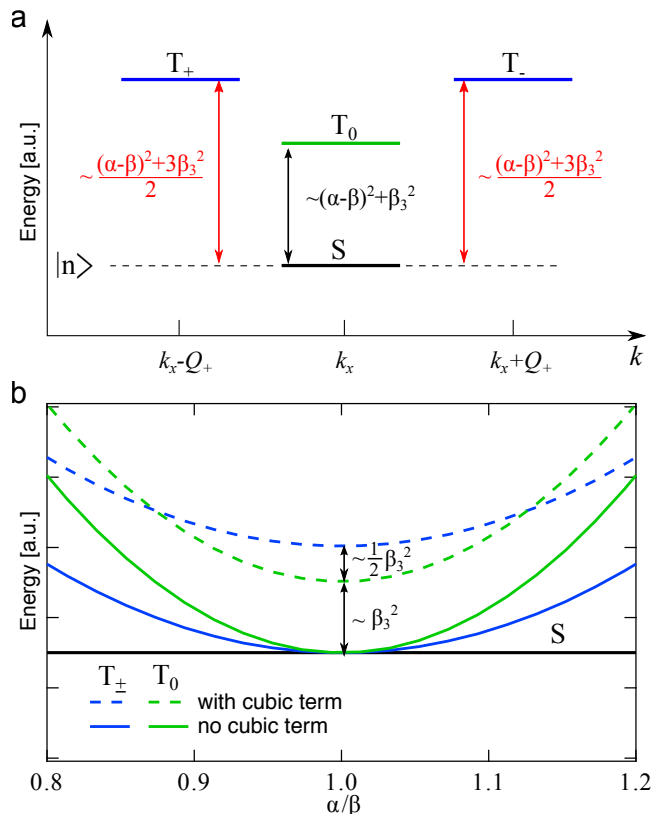 a
T₊
T₋
T₀
~ (α-β)²+3β₃²
2
~(α-β)²+β₃²
~ (α-β)²+3β₃²
2
S
|n>
Energy [a.u.]
kₓ-Q₊
kₓ
kₓ+Q₊
k
b
Energy [a.u.]
~ ½β₃²
~ β₃²
S
T± T₀
with cubic term
no cubic term
0.8 0.9 1.0 1.1 1.2
α/β